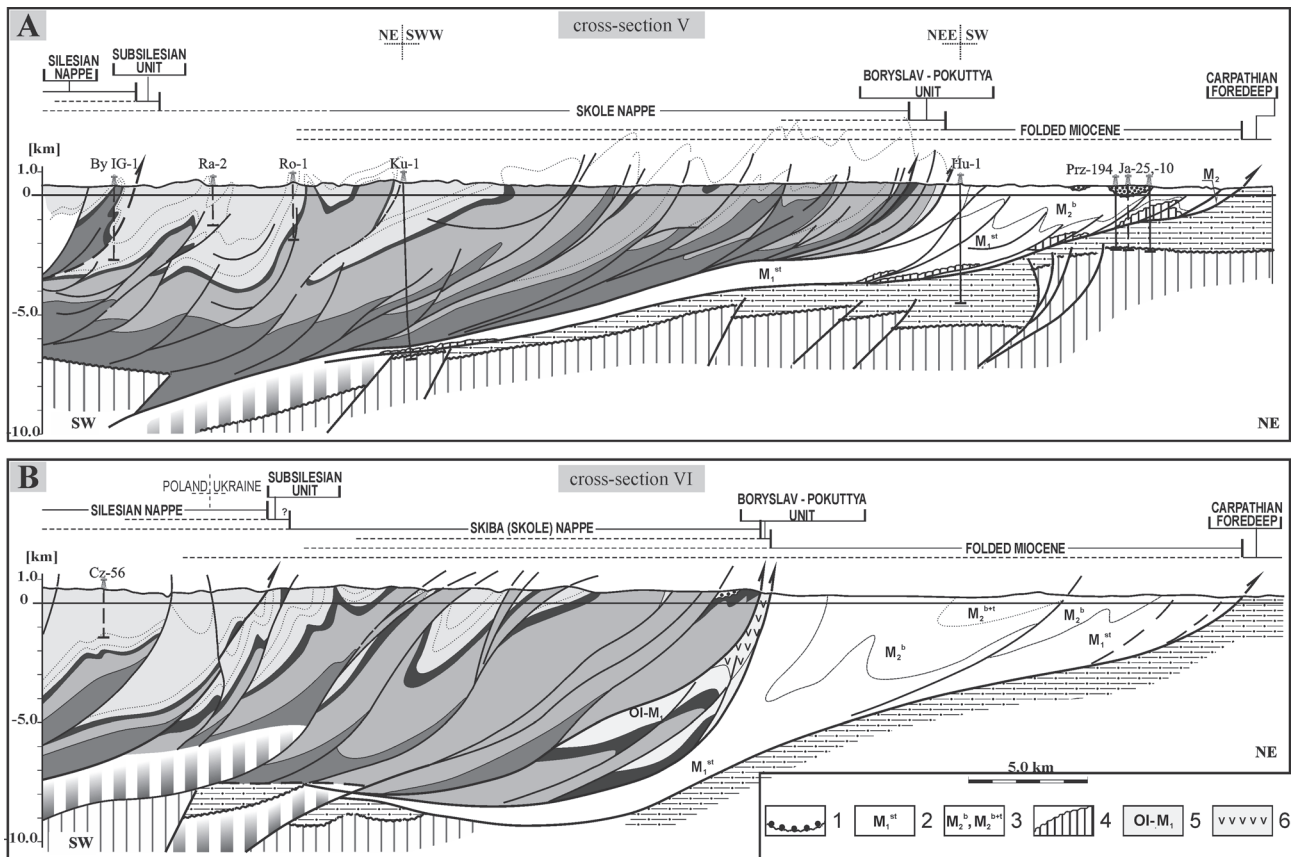 A
cross-section V
NE SWW
NEE SW
SILESIAN
NAPPE
SUBSILESIAN
UNIT
SKOLE NAPPE
BORYSLAV - POKUTTYA
UNIT
FOLDED MIOCENE
CARPATHIAN
FOREDEEP
[km]
1.0
0
-5.0
-10.0
By IG-1
Ra-2
Ro-1
Ku-1
Hu-1
Prz-194
Ja-25,-10
M₂
M₂ᵇ
M₁ˢᵗ
M₁ˢᵗ
SW
NE
B
cross-section VI
POLAND UKRAINE
SILESIAN NAPPE
SUBSILESIAN
UNIT
?
SKIBA (SKOLE) NAPPE
BORYSLAV - POKUTTYA
UNIT
FOLDED MIOCENE
CARPATHIAN
FOREDEEP
[km]
1.0
0
-5.0
-10.0
Cz-56
M₂ᵇ⁺ᵗ
M₂ᵇ
M₂ᵇ
M₁ˢᵗ
Ol-M₁
M₁ˢᵗ
SW
NE
5.0 km
1
M₁ˢᵗ 2
M₂ᵇ, M₂ᵇ⁺ᵗ 3
4
Ol-M₁ 5
v v v v v 6